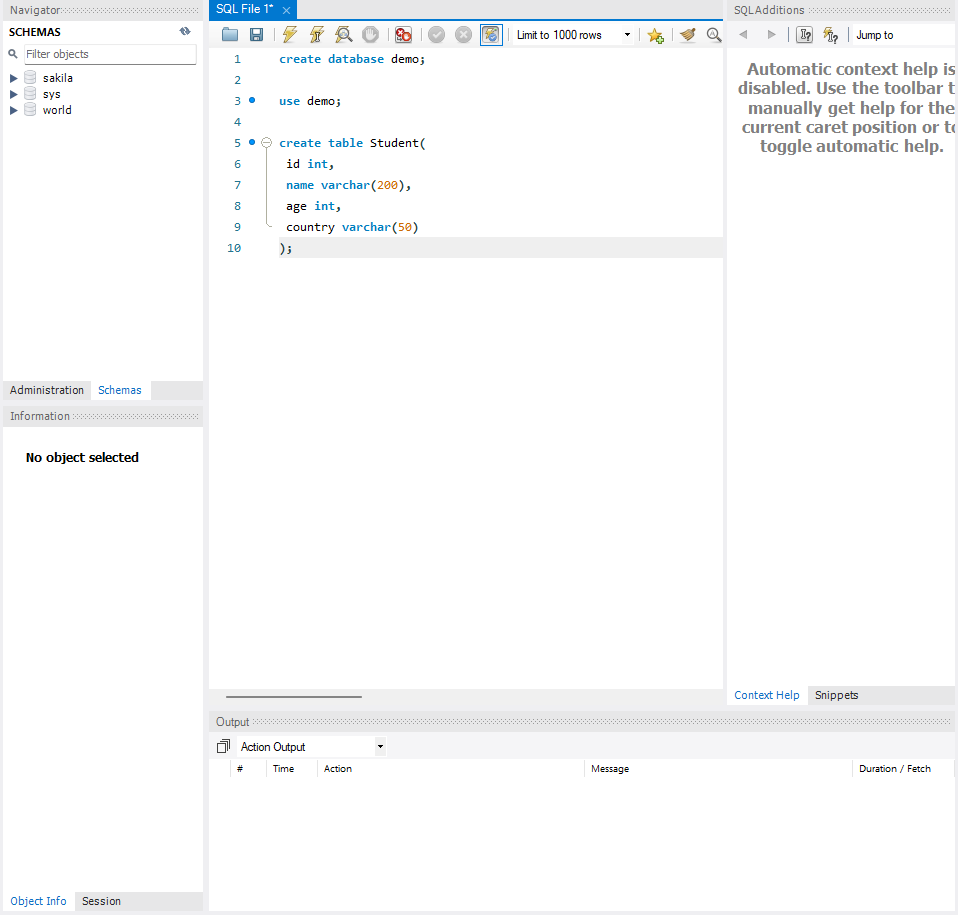 Navigator
SCHEMAS
Filter objects
sakila
sys
world
Administration Schemas
Information
No object selected
Object Info Session
SQL File 1*
Limit to 1000 rows
1 create database demo;
2
3 use demo;
4
5 create table Student(
6 id int,
7 name varchar(200),
8 age int,
9 country varchar(50)
10 );
SQLAdditions
Jump to
Automatic context help is
disabled. Use the toolbar t
manually get help for the
current caret position or to
toggle automatic help.
Context Help Snippets
Output
Action Output
# Time Action Message Duration / Fetch